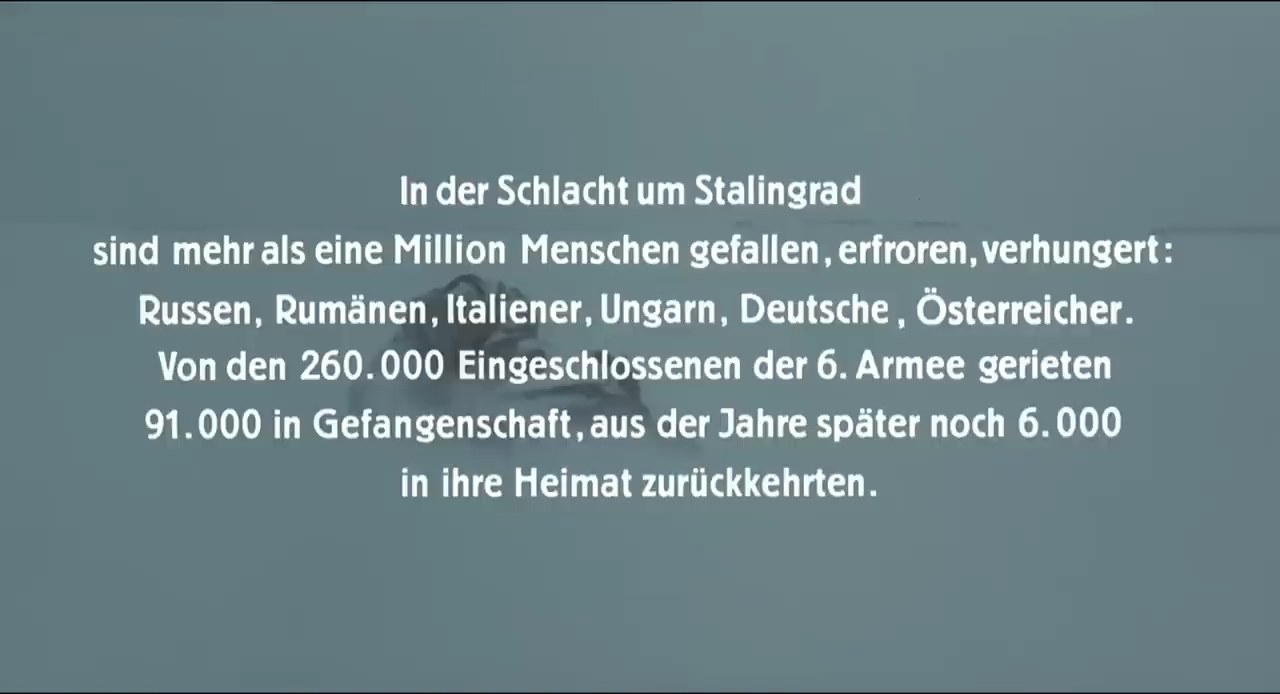 In der Schlacht um Stalingrad
sind mehr als eine Million Menschen gefallen, erfroren, verhungert:
Russen, Rumänen, Italiener, Ungarn, Deutsche, Österreicher.
Von den 260.000 Eingeschlossenen der 6. Armee gerieten
91.000 in Gefangenschaft, aus der Jahre später noch 6.000
in ihre Heimat zurückkehrten.